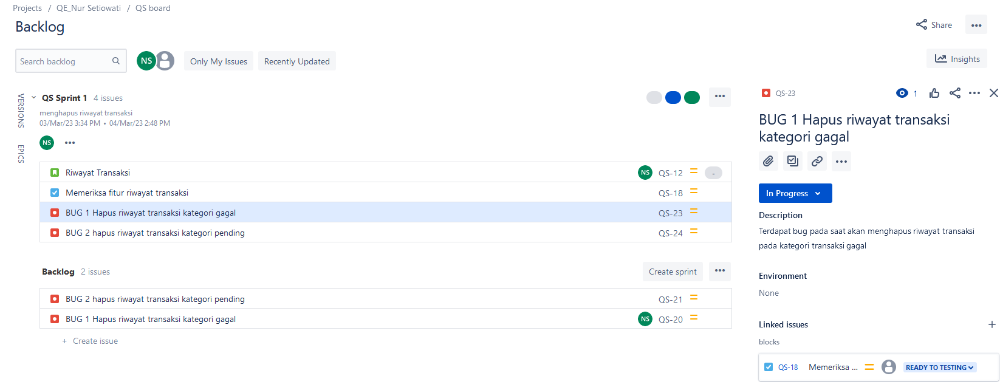 Projects / QE_Nur Setiowati / QS board
Backlog
Share
Search backlog
NS
Only My Issues
Recently Updated
Insights
VERSIONS
EPICS
QS Sprint 1 4 issues
menghapus riwayat transaksi
03/Mar/23 3:34 PM • 04/Mar/23 2:48 PM
NS
Riwayat Transaksi NS QS-12 -
Memeriksa fitur riwayat transaksi QS-18
BUG 1 Hapus riwayat transaksi kategori gagal QS-23
BUG 2 hapus riwayat transaksi kategori pending QS-24
Backlog 2 issues
Create sprint
BUG 2 hapus riwayat transaksi kategori pending QS-21
BUG 1 Hapus riwayat transaksi kategori gagal NS QS-20
+ Create issue
QS-23
1
BUG 1 Hapus riwayat transaksi
kategori gagal
In Progress
Description
Terdapat bug pada saat akan menghapus riwayat transaksi
pada kategori transaksi gagal
Environment
None
Linked issues
blocks
QS-18 Memeriksa ... READY TO TESTING